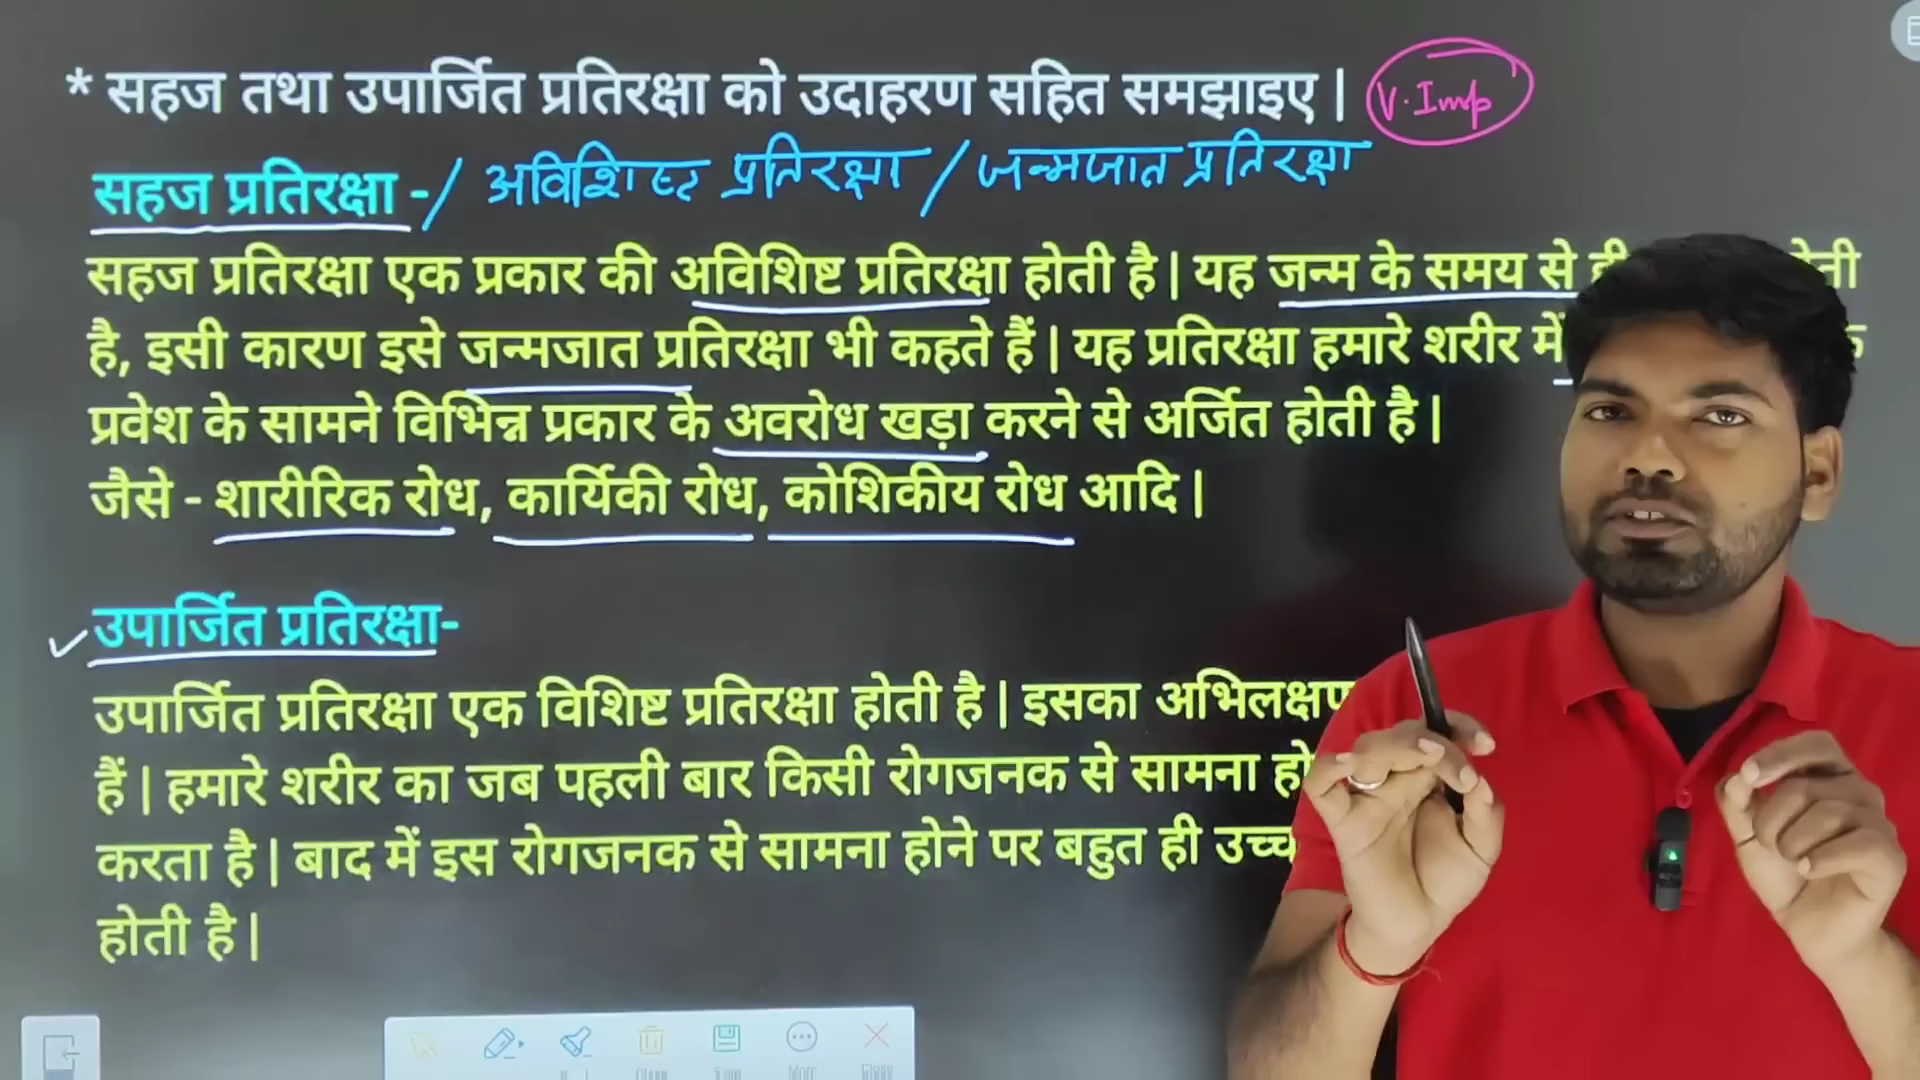 * सहज तथा उपार्जित प्रतिरक्षा को उदाहरण सहित समझाइए | V.Imp
सहज प्रतिरक्षा - / अविशिष्ट प्रतिरक्षा / जन्मजात प्रतिरक्षा
सहज प्रतिरक्षा एक प्रकार की अविशिष्ट प्रतिरक्षा होती है | यह जन्म के समय से ही
है, इसी कारण इसे जन्मजात प्रतिरक्षा भी कहते हैं | यह प्रतिरक्षा हमारे शरीर में
प्रवेश के सामने विभिन्न प्रकार के अवरोध खड़ा करने से अर्जित होती है |
जैसे - शारीरिक रोध, कार्यिकी रोध, कोशिकीय रोध आदि |
उपार्जित प्रतिरक्षा-
उपार्जित प्रतिरक्षा एक विशिष्ट प्रतिरक्षा होती है | इसका
हैं | हमारे शरीर का जब पहली बार किसी रोगजनक से सामना हो
करता है | बाद में इस रोगजनक से सामना होने पर बहुत ही उच्च
होती है |